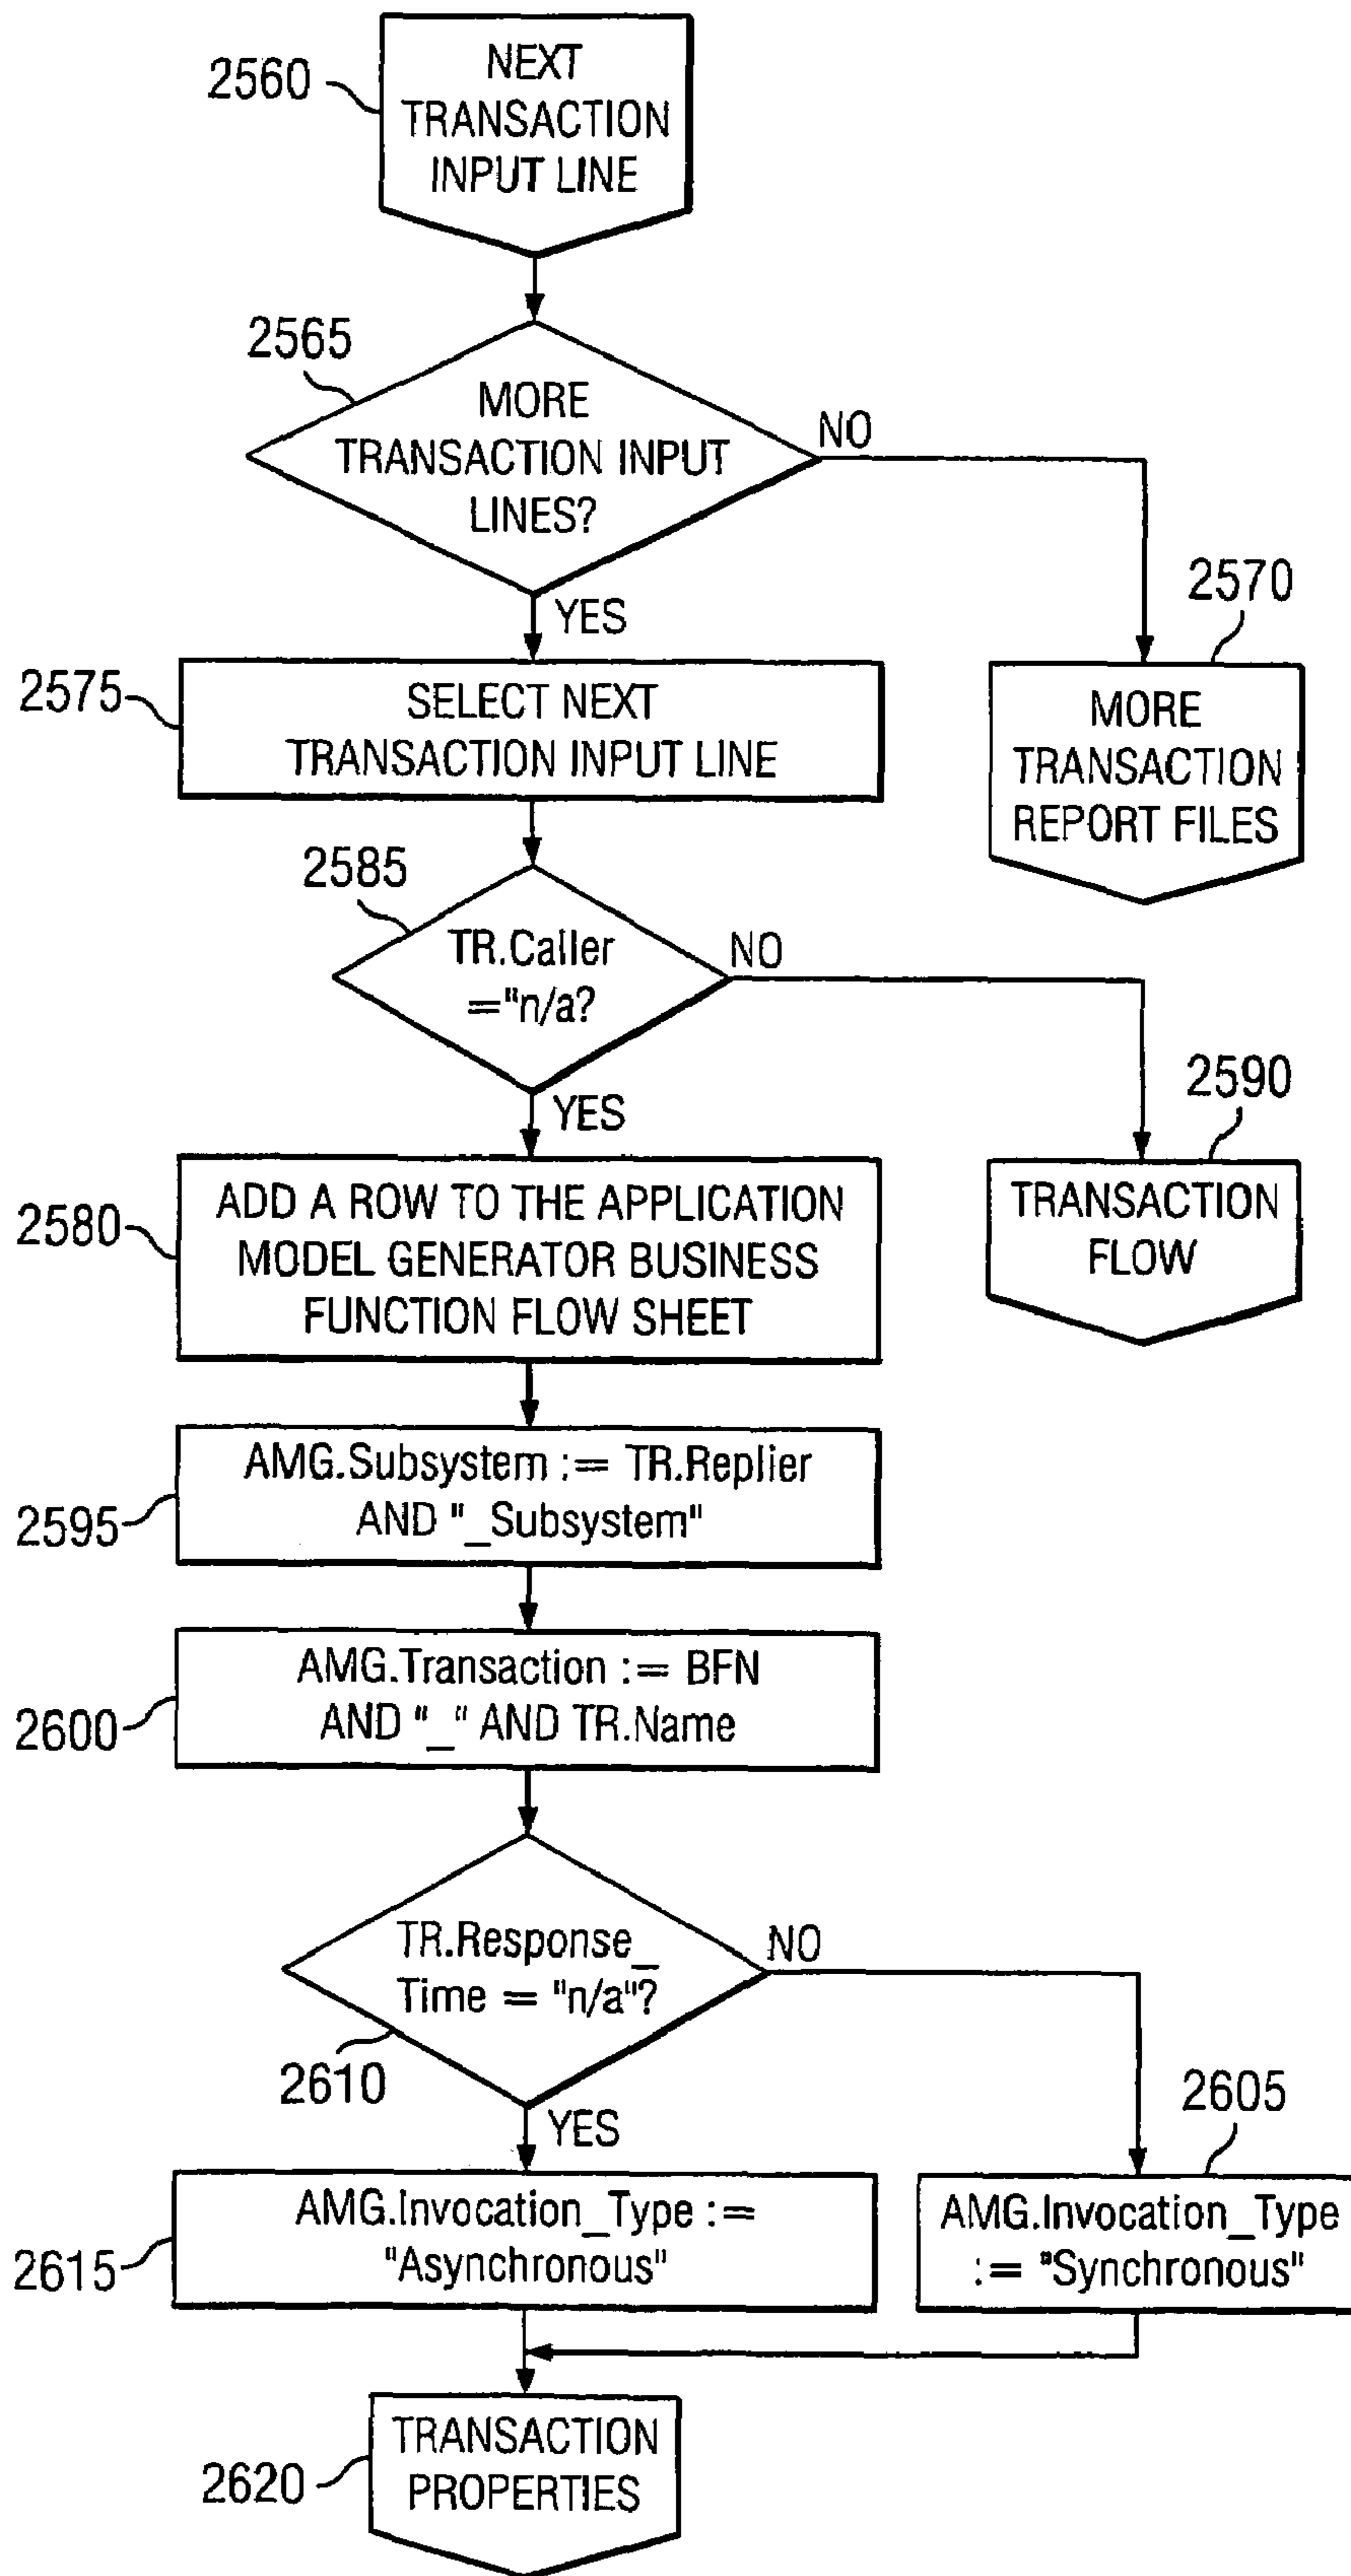 2560
NEXT
TRANSACTION
INPUT LINE
2565
MORE
TRANSACTION INPUT
LINES?
NO
YES
2570
MORE
TRANSACTION
REPORT FILES
2575
SELECT NEXT
TRANSACTION INPUT LINE
2585
TR.Caller
="n/a?
NO
YES
2590
TRANSACTION
FLOW
2580
ADD A ROW TO THE APPLICATION
MODEL GENERATOR BUSINESS
FUNCTION FLOW SHEET
2595
AMG.Subsystem := TR.Replier
AND "_Subsystem"
2600
AMG.Transaction := BFN
AND "_" AND TR.Name
TR.Response_
Time = "n/a"?
NO
2610
YES
2605
AMG.Invocation_Type
:= "Synchronous"
2615
AMG.Invocation_Type :=
"Asynchronous"
2620
TRANSACTION
PROPERTIES